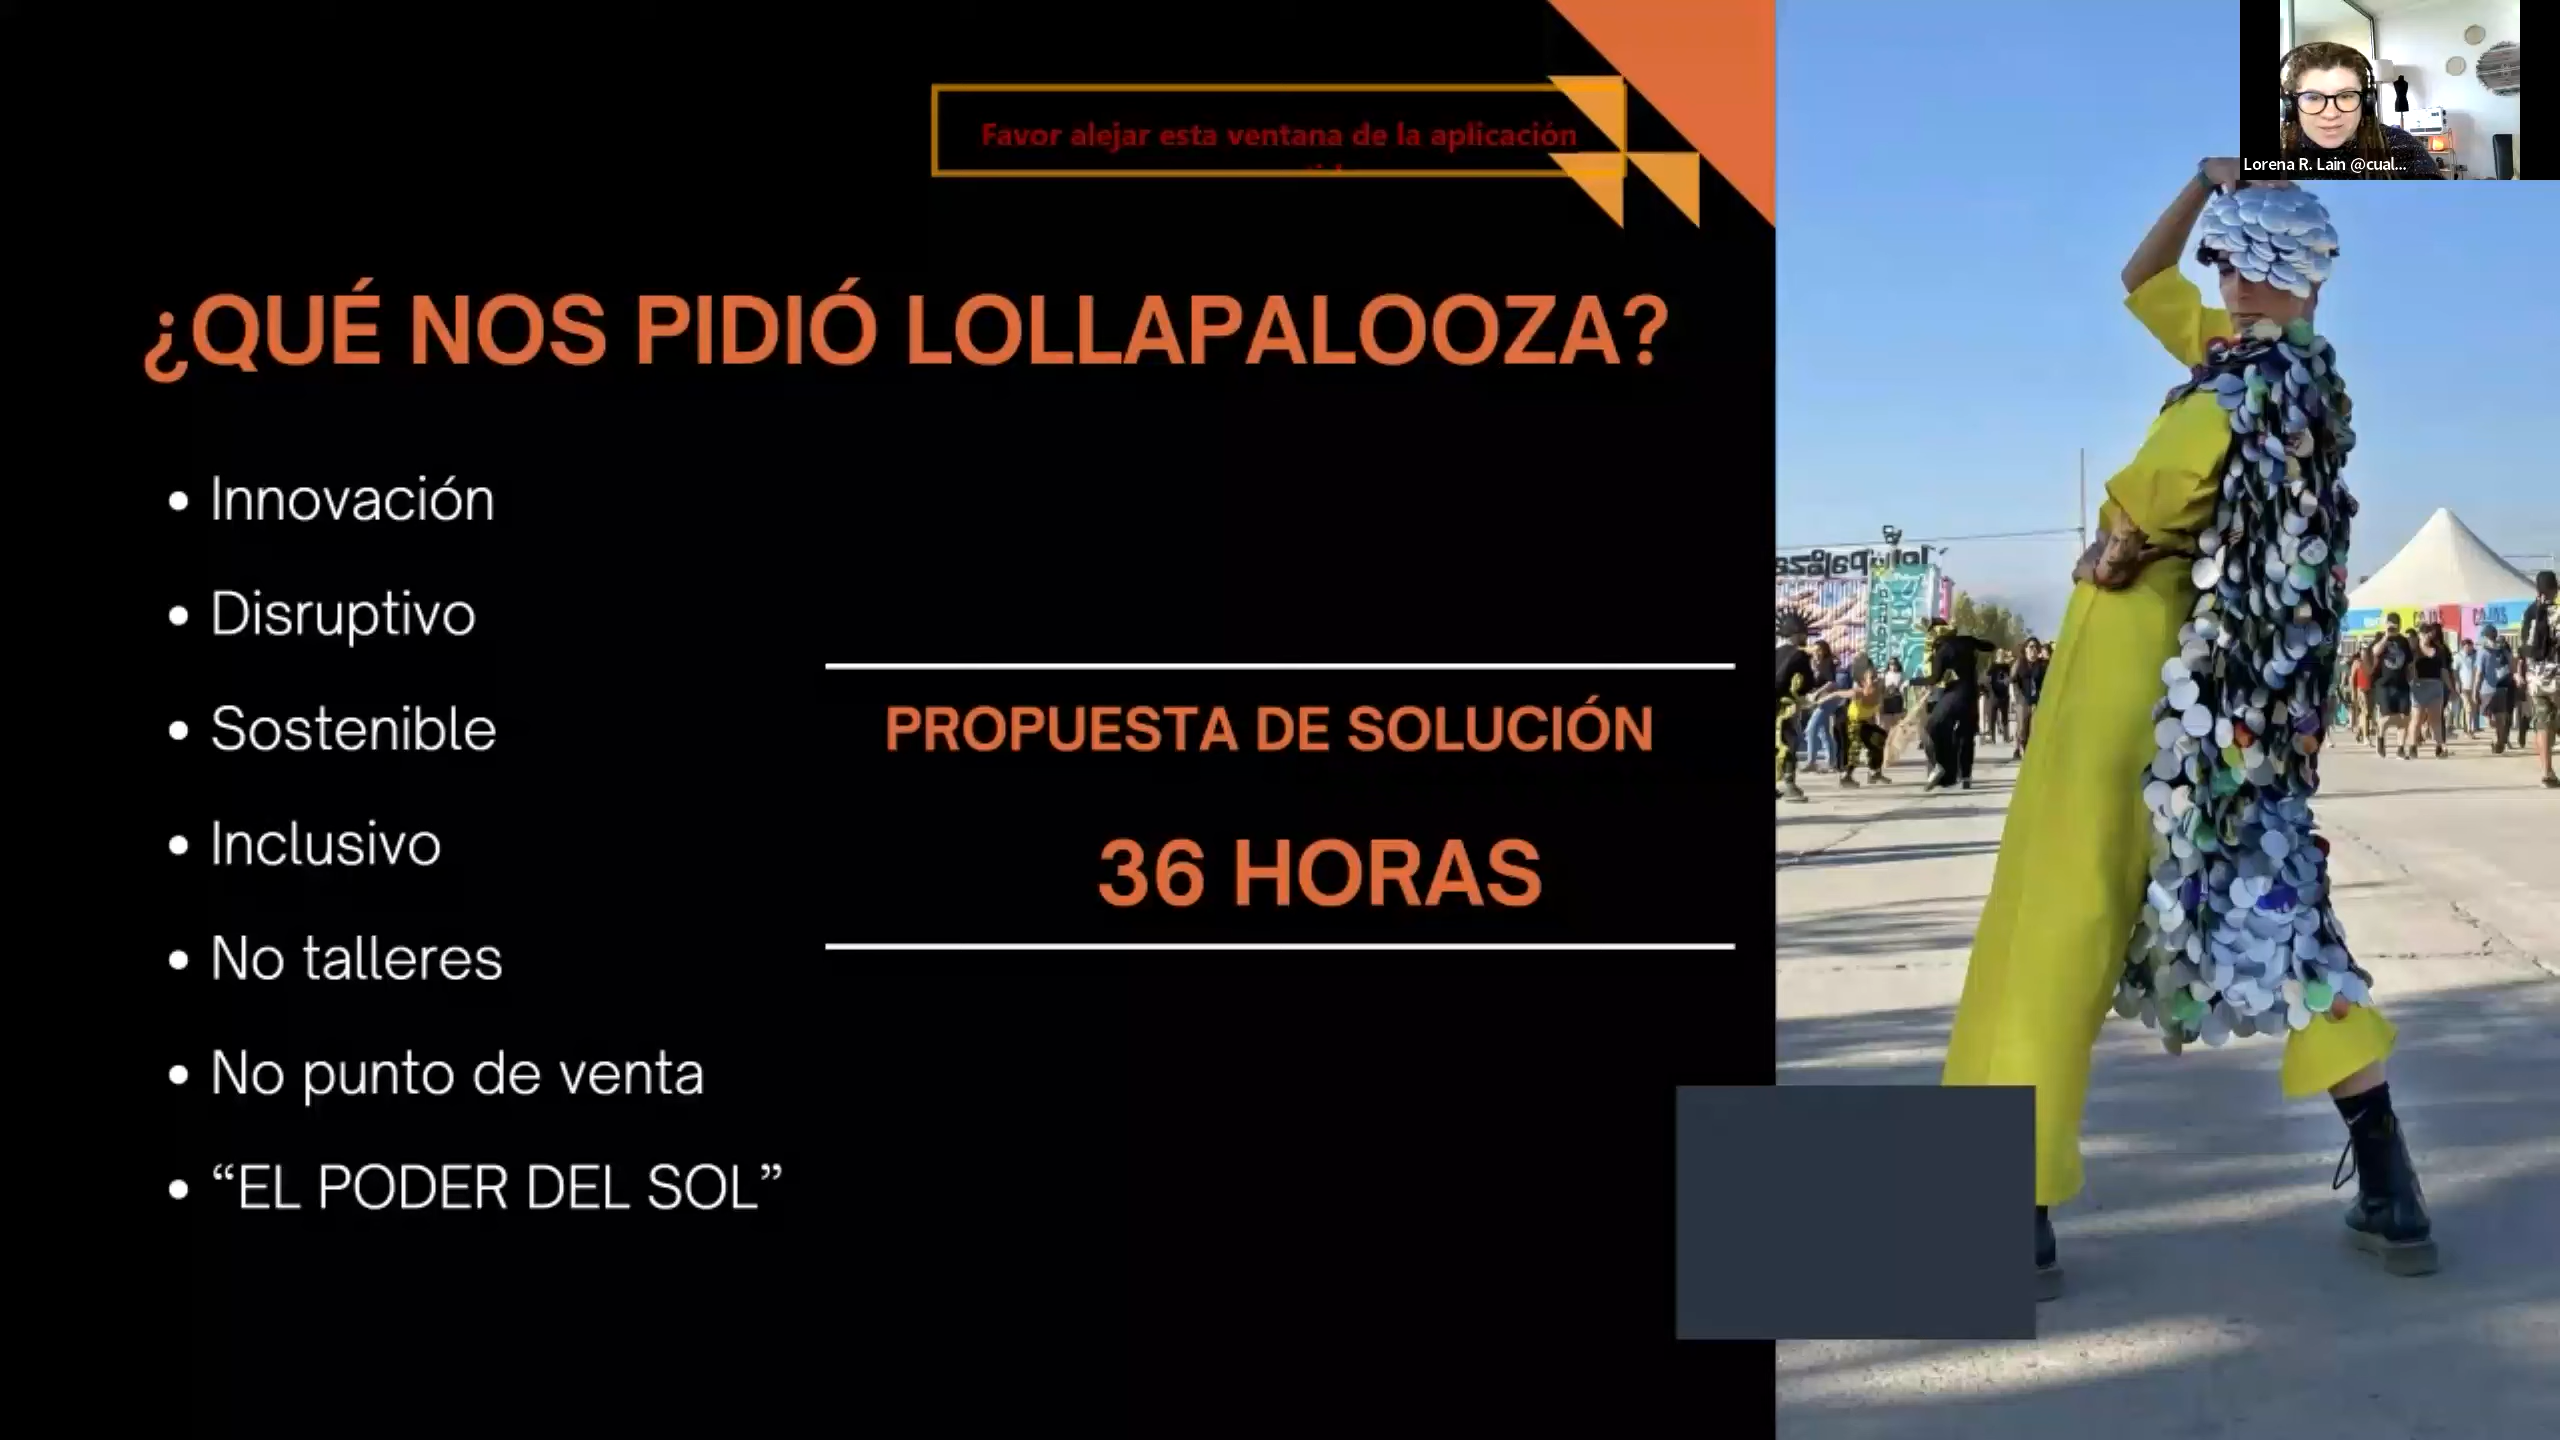 Favor alejar esta ventana de la aplicación
Lorena R. Lain @cual...
¿QUÉ NOS PIDIÓ LOLLAPALOOZA?
• Innovación
• Disruptivo
• Sostenible
• Inclusivo
• No talleres
• No punto de venta
• “EL PODER DEL SOL”
PROPUESTA DE SOLUCIÓN
36 HORAS